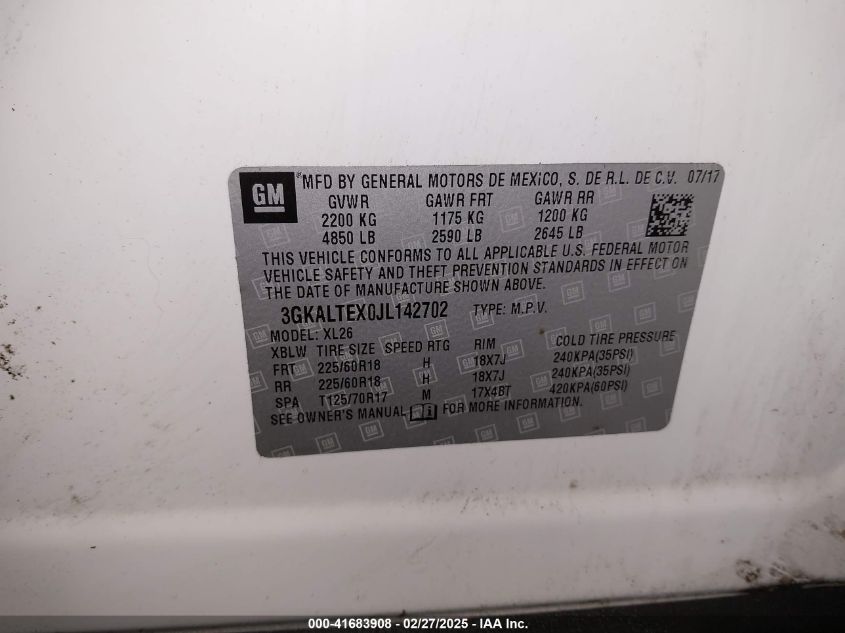 GM ® MFD BY GENERAL MOTORS DE MEXICO, S. DE R.L. DE C.V. 07/17
GVWR GAWR FRT GAWR RR
2200 KG 1175 KG 1200 KG
4850 LB 2590 LB 2645 LB
THIS VEHICLE CONFORMS TO ALL APPLICABLE U.S. FEDERAL MOTOR
VEHICLE SAFETY AND THEFT PREVENTION STANDARDS IN EFFECT ON
THE DATE OF MANUFACTURE SHOWN ABOVE.
3GKALTEX0JL142702 TYPE: M.P.V.
MODEL: XL26
XBLW TIRE SIZE SPEED RTG RIM COLD TIRE PRESSURE
FRT 225/60R18 H 18X7J 240KPA(35PSI)
RR 225/60R18 H 18X7J 240KPA(35PSI)
SPA T125/70R17 M 17X4BT 420KPA(60PSI)
SEE OWNER'S MANUAL FOR MORE INFORMATION.
000-41683908 - 02/27/2025 - IAA Inc.